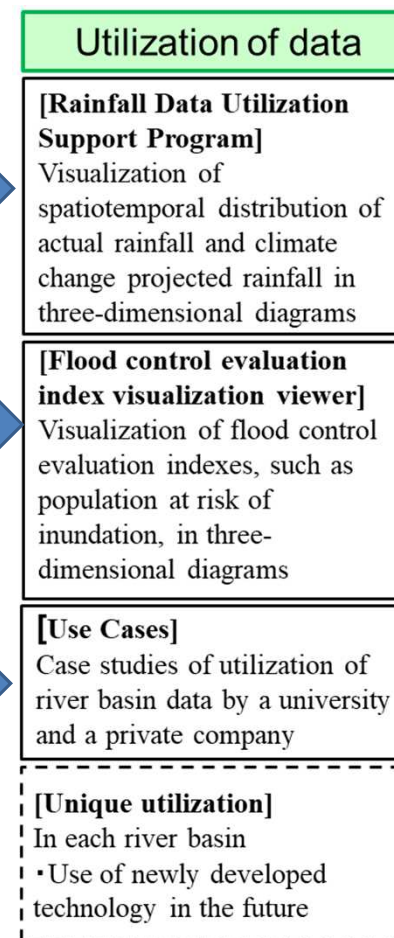 Utilization of data
[Rainfall Data Utilization
Support Program]
Visualization of
spatiotemporal distribution of
actual rainfall and climate
change projected rainfall in
three-dimensional diagrams
[Flood control evaluation
index visualization viewer]
Visualization of flood control
evaluation indexes, such as
population at risk of
inundation, in three-
dimensional diagrams
[Use Cases]
Case studies of utilization of
river basin data by a university
and a private company
[Unique utilization]
In each river basin
・Use of newly developed
technology in the future